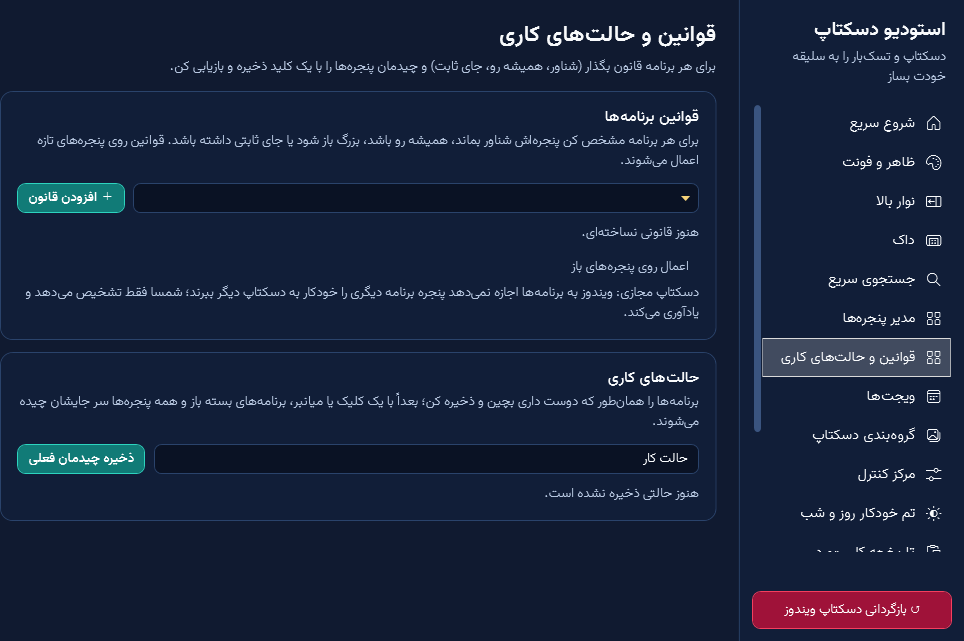 استودیو دسکتاپ
دسکتاپ و تسک‌بار را به سلیقه
خودت بساز
شروع سریع
ظاهر و فونت
نوار بالا
داک
جستجوی سریع
مدیر پنجره‌ها
قوانین و حالت‌های کاری
ویجت‌ها
گروه‌بندی دسکتاپ
مرکز کنترل
تم خودکار روز و شب
↺ بازگردانی دسکتاپ ویندوز
قوانین و حالت‌های کاری
برای هر برنامه قانون بگذار (شناور، همیشه رو، جای ثابت) و چیدمان پنجره‌ها را با یک کلید ذخیره و بازیابی کن.
قوانین برنامه‌ها
برای هر برنامه مشخص کن پنجره‌اش شناور بماند، همیشه رو باشد، بزرگ باز شود یا جای ثابتی داشته باشد. قوانین روی پنجره‌های تازه
اعمال می‌شوند.
+ افزودن قانون
هنوز قانونی نساخته‌ای.
اعمال روی پنجره‌های باز
دسکتاپ مجازی: ویندوز به برنامه‌ها اجازه نمی‌دهد پنجره برنامه دیگری را خودکار به دسکتاپ دیگر ببرند؛ شمسا فقط تشخیص می‌دهد و
یادآوری می‌کند.
حالت‌های کاری
برنامه‌ها را همان‌طور که دوست داری بچین و ذخیره کن؛ بعداً با یک کلیک یا میانبر، برنامه‌های بسته باز و همه پنجره‌ها سر جایشان چیده
می‌شوند.
حالت کار
ذخیره چیدمان فعلی
هنوز حالتی ذخیره نشده است.